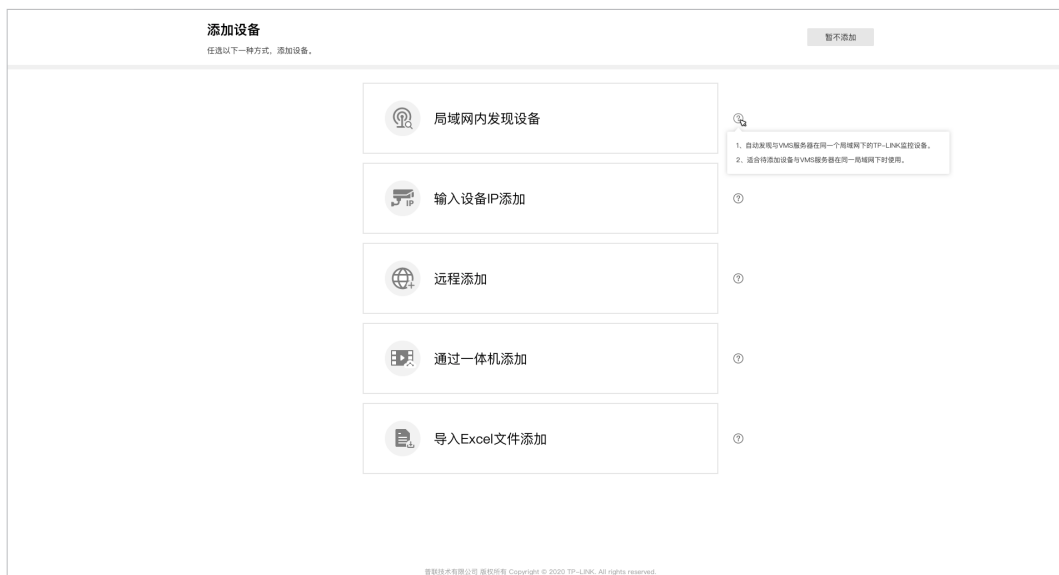 添加设备
任选以下一种方式，添加设备。
暂不添加
局域网内发现设备
1、自动发现与VMS服务器在同一个局域网下的TP-LINK监控设备。
2、适合待添加设备与VMS服务器在同一局域网下时使用。
IP
输入设备IP添加
远程添加
通过一体机添加
导入Excel文件添加
普联技术有限公司 版权所有 Copyright © 2020 TP-LINK. All rights reserved.